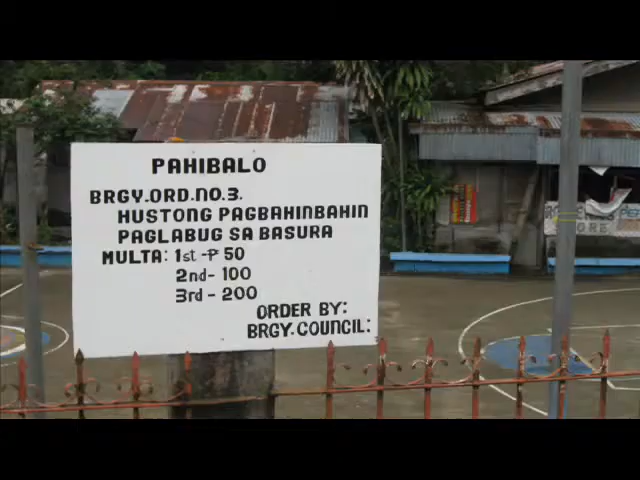 PAHIBALO
BRGY.ORD.NO.3.
HUSTONG PAGBAHINBAHIN
PAGLABUG SA BASURA
MULTA: 1st -₱ 50
2nd- 100
3rd - 200
ORDER BY:
BRGY. COUNCIL: